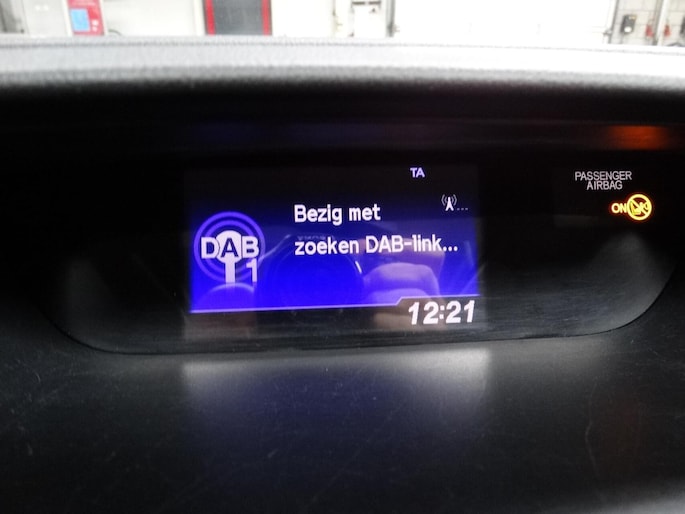 TA
Bezig met
zoeken DAB-link...
DAB
1
12:21
PASSENGER
AIRBAG
ON